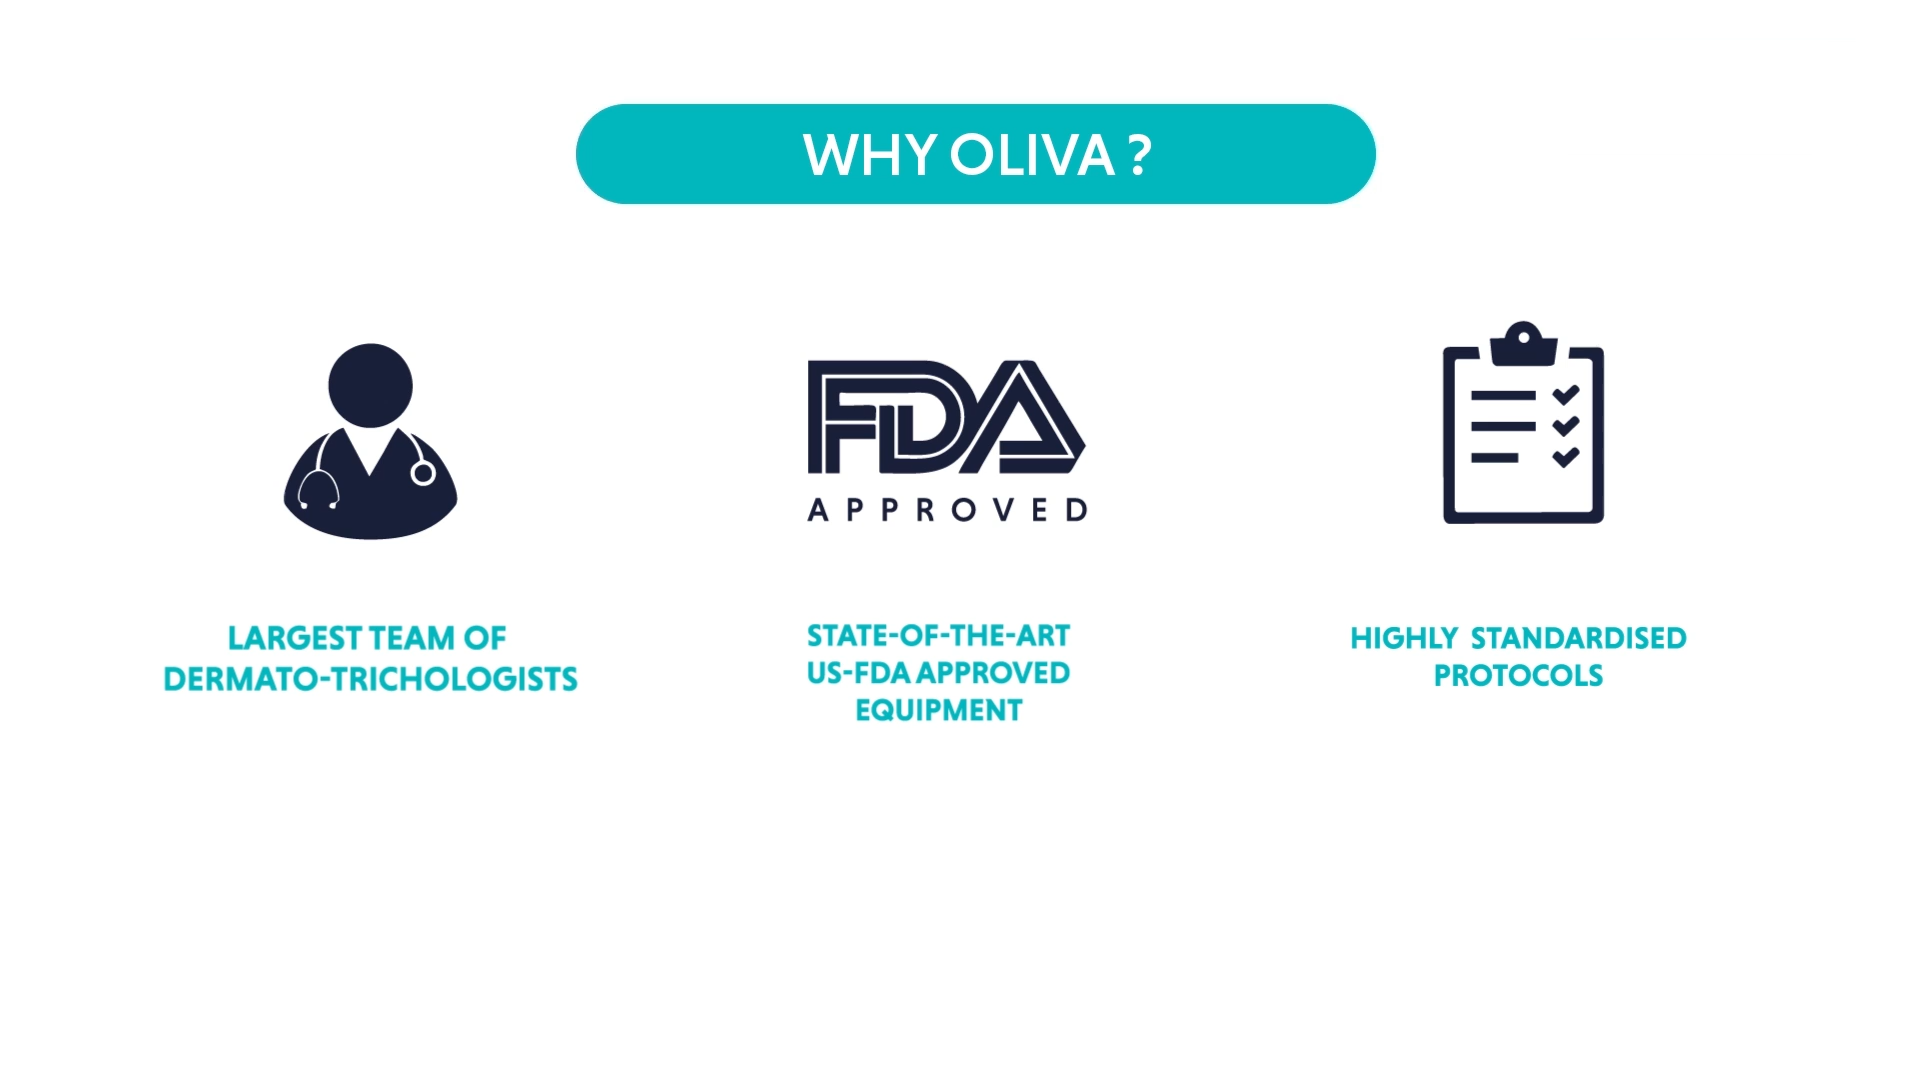 WHY OLIVA ?
FDA
APPROVED
LARGEST TEAM OF
DERMATO-TRICHOLOGISTS
STATE-OF-THE-ART
US-FDA APPROVED
EQUIPMENT
HIGHLY STANDARDISED
PROTOCOLS